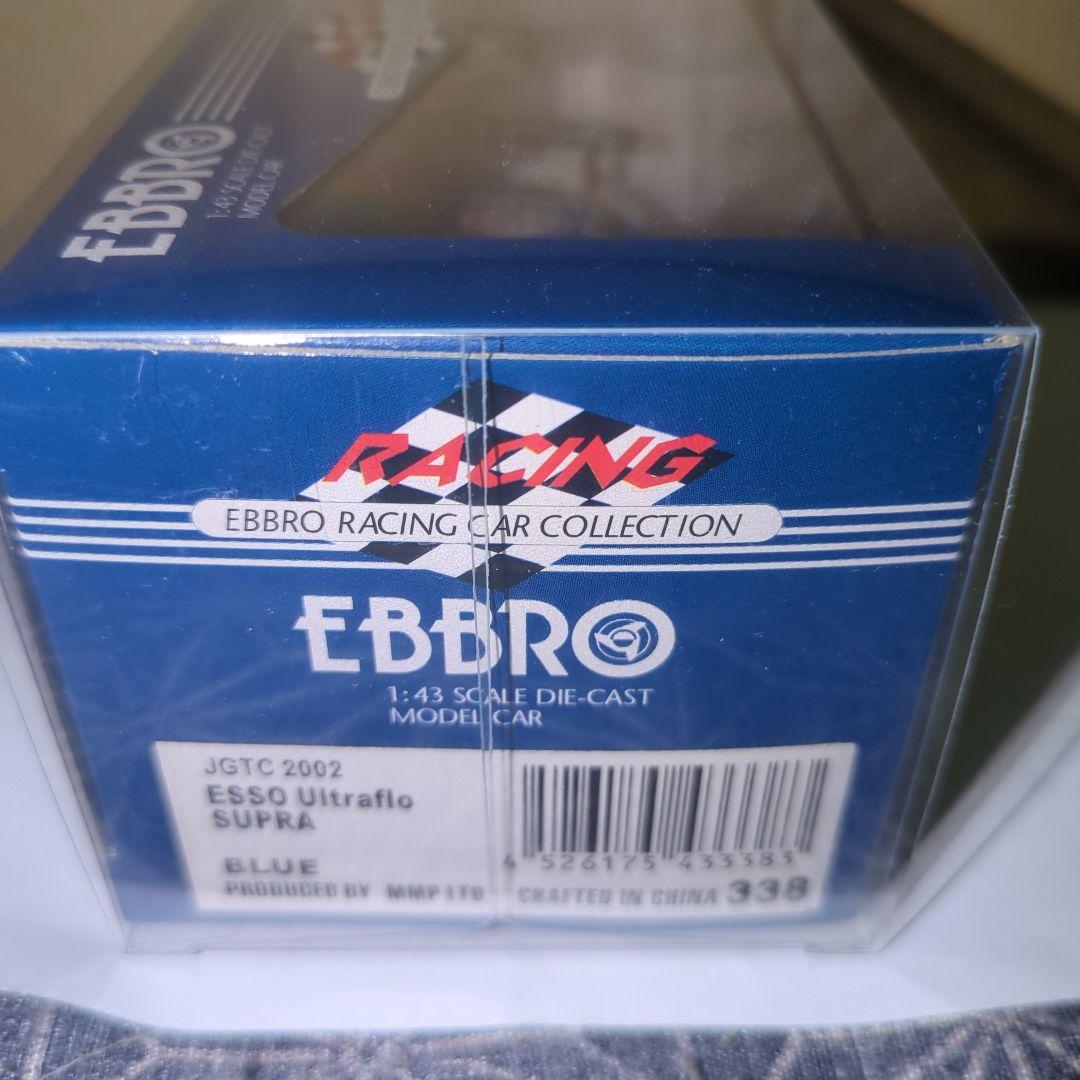 EBBRO
1:43 SCALE DIE-CAST
MODEL CAR
RACING
EBBRO RACING CAR COLLECTION
EBBRO
1:43 SCALE DIE-CAST
MODEL CAR
JGTC 2002
ESSO Ultraflo
SUPRA
BLUE
PRODUCED BY MMP LTD.
4 526175 433383
CRAFTED IN CHINA 338